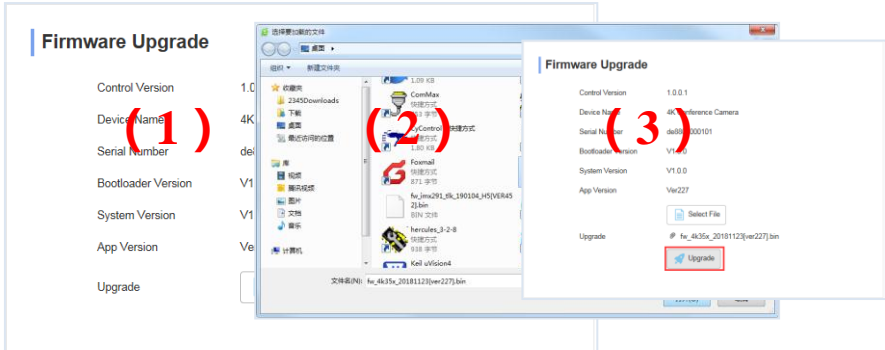 Firmware Upgrade
Control Version 1.0
Device Name 4K
Serial Number de8
Bootloader Version V1
System Version V1
App Version Ve
Upgrade
(1)
选择要加载的文件
桌面
组织 新建文件夹
收藏夹
2345Downloads
下载
桌面
最近访问的位置
库
视频
腾讯视频
图片
文档
音乐
计算机
1.09 KB
ComMax
快捷方式
快捷方式
1.80 KB
Foxmail
快捷方式
871 字节
fw_imx291_tlk_190104_H5[VER45
2].bin
BIN 文件
hercules_3-2-8
快捷方式
938 字节
Keil uVision4
文件名(N): fw_4k35x_20181123[ver227].bin
(2)
Firmware Upgrade
Control Version 1.0.0.1
Device Name 4K Conference Camera
Serial Number
Bootloader Version
System Version V1.0.0
App Version Ver227
Select File
Upgrade fw_4k35x_20181123[ver227].bin
Upgrade
(3)